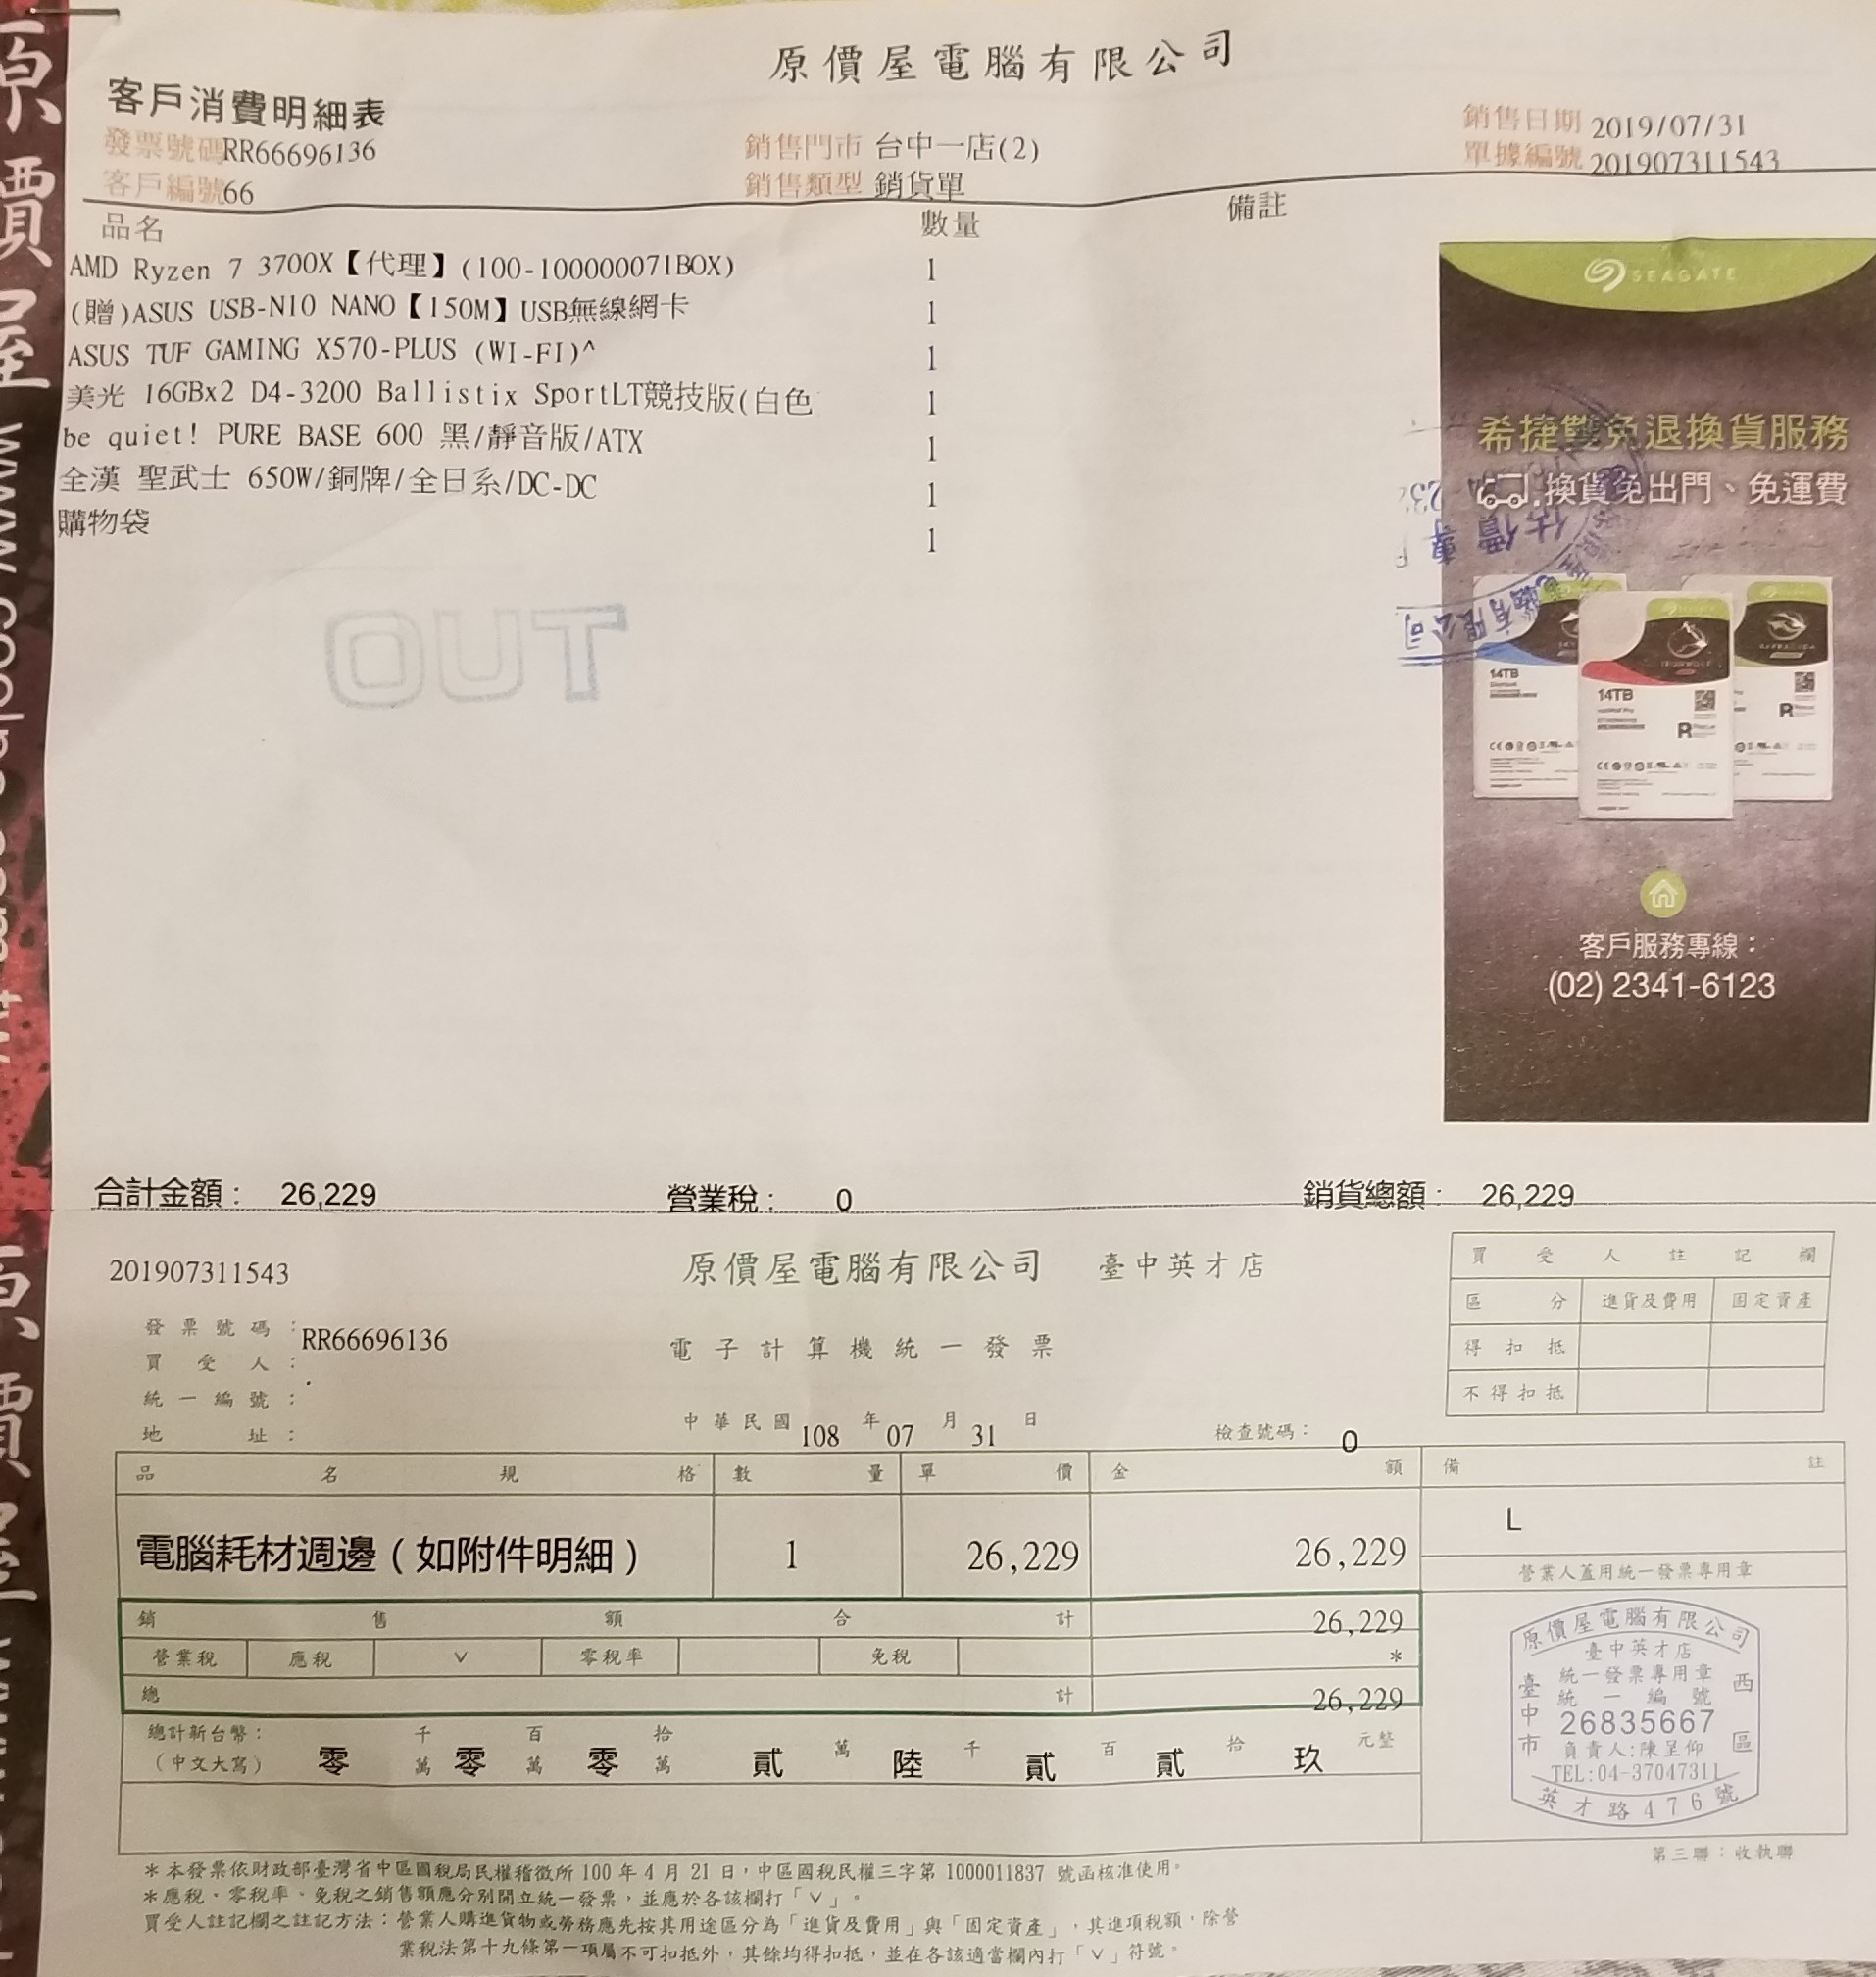 原價屋電腦有限公司
客戶消費明細表
發票號碼RR66696136
銷售門市 台中一店(2)
銷售日期 2019/07/31
客戶編號66
銷售類型 銷貨單
單據編號 201907311543
品名 數量 備註
AMD Ryzen 7 3700X【代理】(100-100000071BOX) 1
(贈)ASUS USB-N10 NANO【150M】USB無線網卡 1
ASUS TUF GAMING X570-PLUS (WI-FI)^ 1
美光 16GBx2 D4-3200 Ballistix SportLT競技版(白色 1
be quiet! PURE BASE 600 黑/靜音版/ATX 1
全漢 聖武士 650W/銅牌/全日系/DC-DC 1
購物袋 1
OUT
SEAGATE
希捷雙免退換貨服務
換貨免出門、免運費
14TB
14TB
客戶服務專線：
(02) 2341-6123
合計金額： 26,229 營業稅： 0 銷貨總額： 26,229
201907311543
原價屋電腦有限公司 臺中英才店
買受人註記欄
區分 進貨及費用 固定資產
得扣抵
不得扣抵
發票號碼：RR66696136
電子計算機統一發票
買受人：
統一編號：
地址：
中華民國 108 年 07 月 31 日
檢查號碼： 0
品名規格 數量 單價 金額 備註
電腦耗材週邊（如附件明細） 1 26,229 26,229 L
營業人蓋用統一發票專用章
銷售額合計 26,229
營業稅 應稅 V 零稅率 免稅 *
總計 26,229
總計新台幣：
（中文大寫） 零 千萬 零 百萬 零 拾萬 貳 萬 陸 千 貳 百 貳 拾 玖 元整
原價屋電腦有限公司
臺中英才店
統一發票專用章
統一編號
26835667
負責人:陳呈仰
TEL:04-37047311
臺中市
西區
英才路476號
第三聯：收執聯
＊本發票依財政部臺灣省中區國稅局民權稽徵所 100 年 4 月 21 日，中區國稅民權三字第 1000011837 號函核准使用。
＊應稅、零稅率、免稅之銷售額應分別開立統一發票，並應於各該欄打「V」。
買受人註記欄之註記方法：營業人購進貨物或勞務應先按其用途區分為「進貨及費用」與「固定資產」，其進項稅額，除營
業稅法第十九條第一項屬不可扣抵外，其餘均得扣抵，並在各該適當欄內打「V」符號。